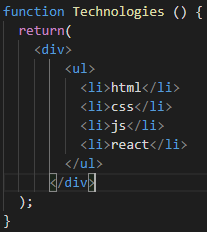 function Technologies () {
return(
<div>
<ul>
<li>html</li>
<li>css</li>
<li>js</li>
<li>react</li>
</ul>
</div>
);
}